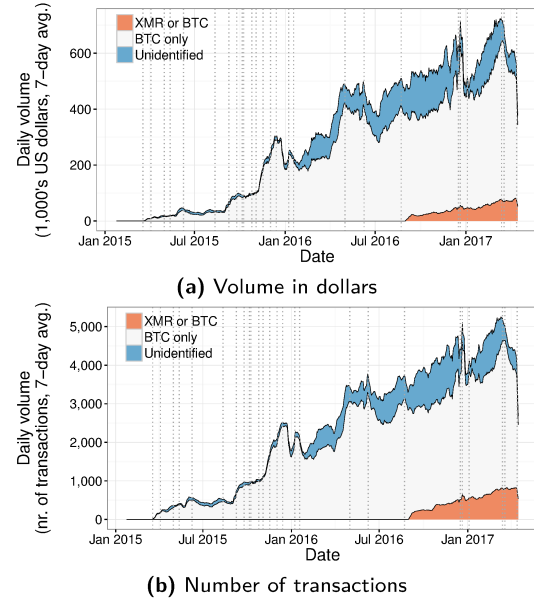 XMR or BTC
BTC only
Unidentified
Daily volume
(1,000's US dollars, 7−day avg.)
600
400
200
0
Jan 2015 Jul 2015 Jan 2016 Jul 2016 Jan 2017
Date
(a) Volume in dollars
XMR or BTC
BTC only
Unidentified
Daily volume
(nr. of transactions, 7−day avg.)
5,000
4,000
3,000
2,000
1,000
0
Jan 2015 Jul 2015 Jan 2016 Jul 2016 Jan 2017
Date
(b) Number of transactions